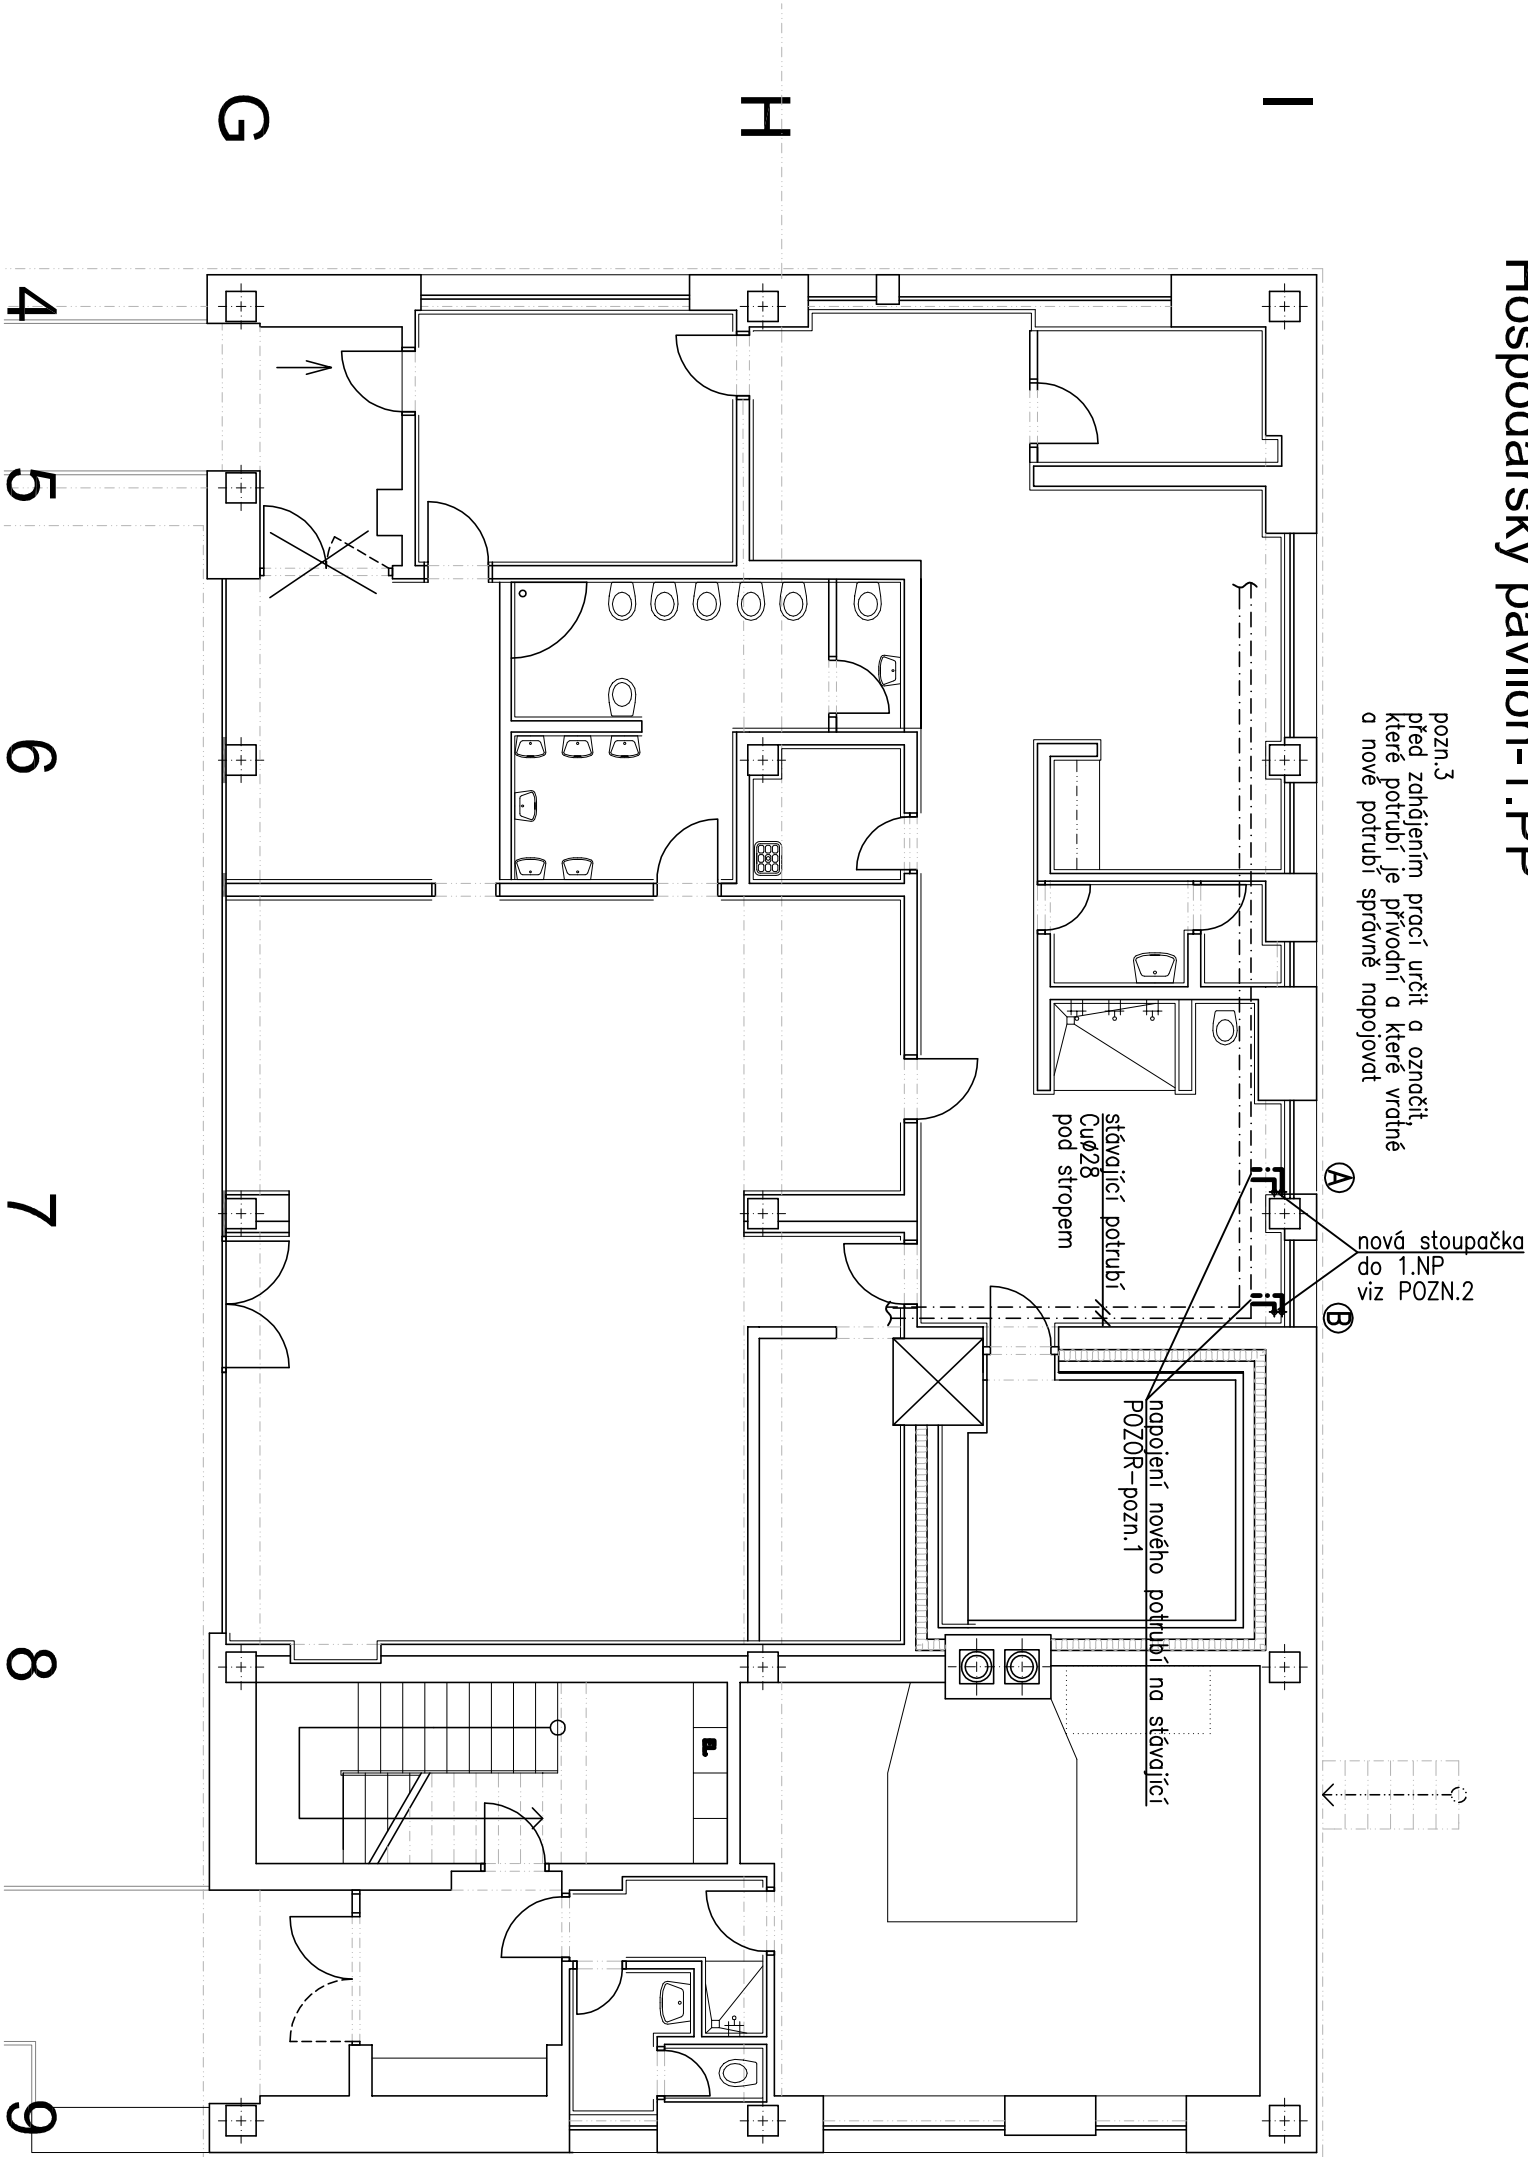 Hospodářský pavilon-1.PP
pozn.3
před zahájením prací určit a označit,
které potrubí je přívodní a které vratné
a nové potrubí správně napojovat
nová stoupačka
do 1.NP
viz POZN.2
A
B
stávající potrubí
Cuø28
pod stropem
napojení nového potrubí na stávající
POZOR-pozn.1
EL.
I
H
G
4
5
6
7
8
9